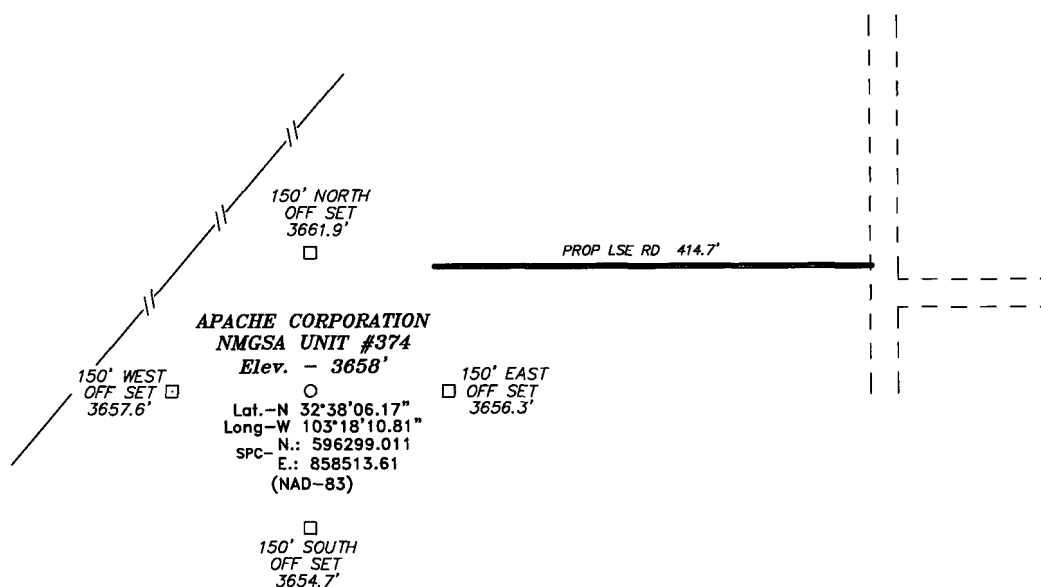 150' NORTH
OFF SET
3661.9'
PROP LSE RD 414.7'
APACHE CORPORATION
NMGSA UNIT #374
Elev. - 3658'
150' WEST
OFF SET
3657.6'
150' EAST
OFF SET
3656.3'
Lat.-N 32°38'06.17"
Long-W 103°18'10.81"
SPC- N.: 596299.011
E.: 858513.61
(NAD-83)
150' SOUTH
OFF SET
3654.7'